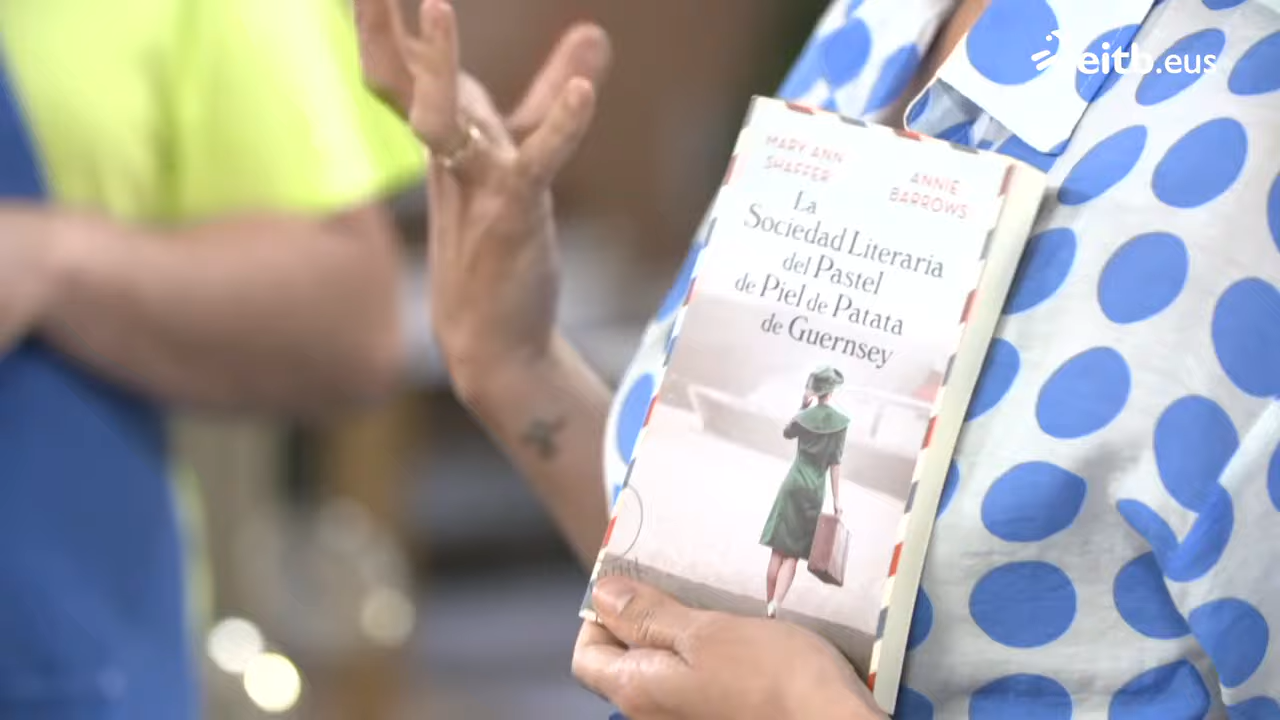 eitb.eus
MARY ANN
SHAFFER
ANNIE
BARROWS
La
Sociedad Literaria
del Pastel
de Piel de Patata
de Guernsey